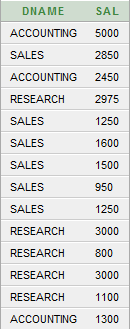 DNAME SAL
ACCOUNTING 5000
SALES 2850
ACCOUNTING 2450
RESEARCH 2975
SALES 1250
SALES 1600
SALES 1500
SALES 950
SALES 1250
RESEARCH 3000
RESEARCH 800
RESEARCH 3000
RESEARCH 1100
ACCOUNTING 1300